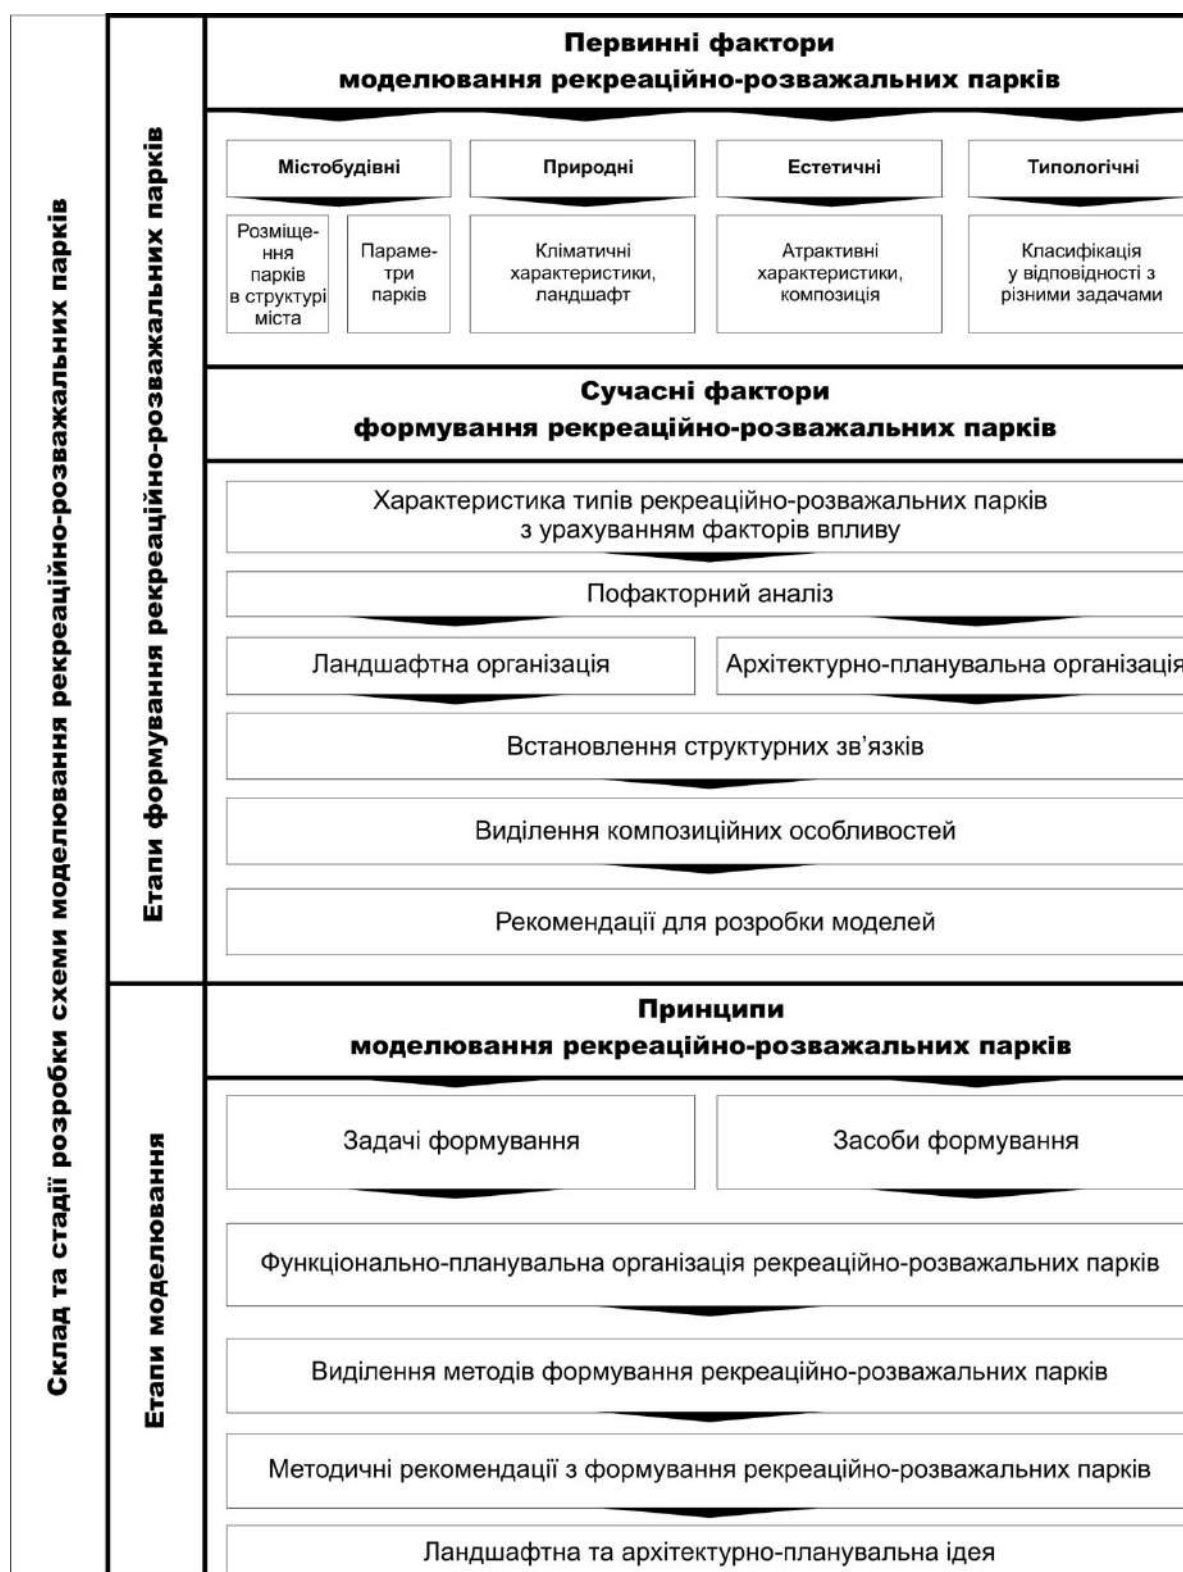 Склад та стадії розробки схеми моделювання рекреаційно-розважальних парків
Етапи формування рекреаційно-розважальних парків
Первинні фактори
моделювання рекреаційно-розважальних парків
Містобудівні
Природні
Естетичні
Типологічні
Розміще-
ння
парків
в структурі
міста
Параме-
три
парків
Кліматичні
характеристики,
ландшафт
Атрактивні
характеристики,
композиція
Класифікація
у відповідності з
різними задачами
Сучасні фактори
формування рекреаційно-розважальних парків
Характеристика типів рекреаційно-розважальних парків
з урахуванням факторів впливу
Пофакторний аналіз
Ландшафтна організація
Архітектурно-планувальна організація
Встановлення структурних зв’язків
Виділення композиційних особливостей
Рекомендації для розробки моделей
Етапи моделювання
Принципи
моделювання рекреаційно-розважальних парків
Задачі формування
Засоби формування
Функціонально-планувальна організація рекреаційно-розважальних парків
Виділення методів формування рекреаційно-розважальних парків
Методичні рекомендації з формування рекреаційно-розважальних парків
Ландшафтна та архітектурно-планувальна ідея